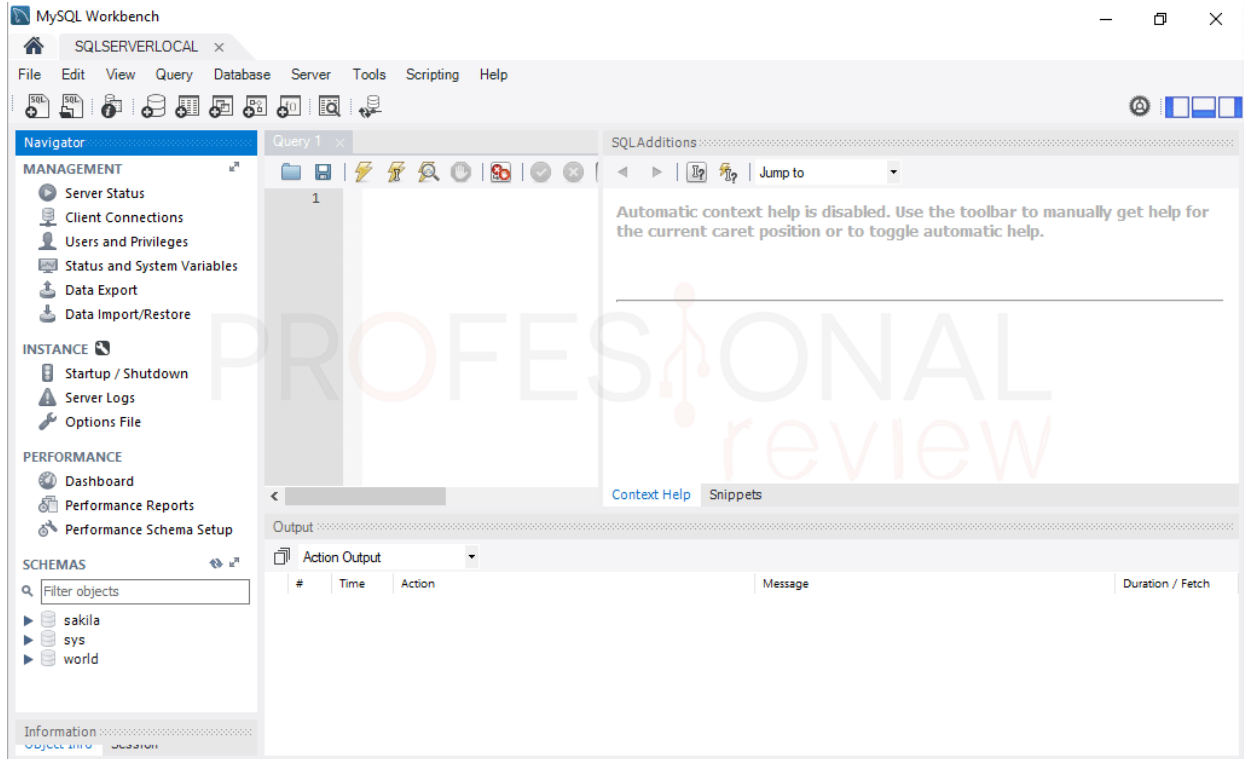 MySQL Workbench
SQLSERVERLOCAL
File Edit View Query Database Server Tools Scripting Help
Navigator
MANAGEMENT
Server Status
Client Connections
Users and Privileges
Status and System Variables
Data Export
Data Import/Restore
INSTANCE
Startup / Shutdown
Server Logs
Options File
PERFORMANCE
Dashboard
Performance Reports
Performance Schema Setup
SCHEMAS
Filter objects
sakila
sys
world
Information
Object Info Session
Query 1
1
SQLAdditions
Jump to
Automatic context help is disabled. Use the toolbar to manually get help for
the current caret position or to toggle automatic help.
Context Help Snippets
Output
Action Output
# Time Action Message Duration / Fetch
PROFESIONAL
review